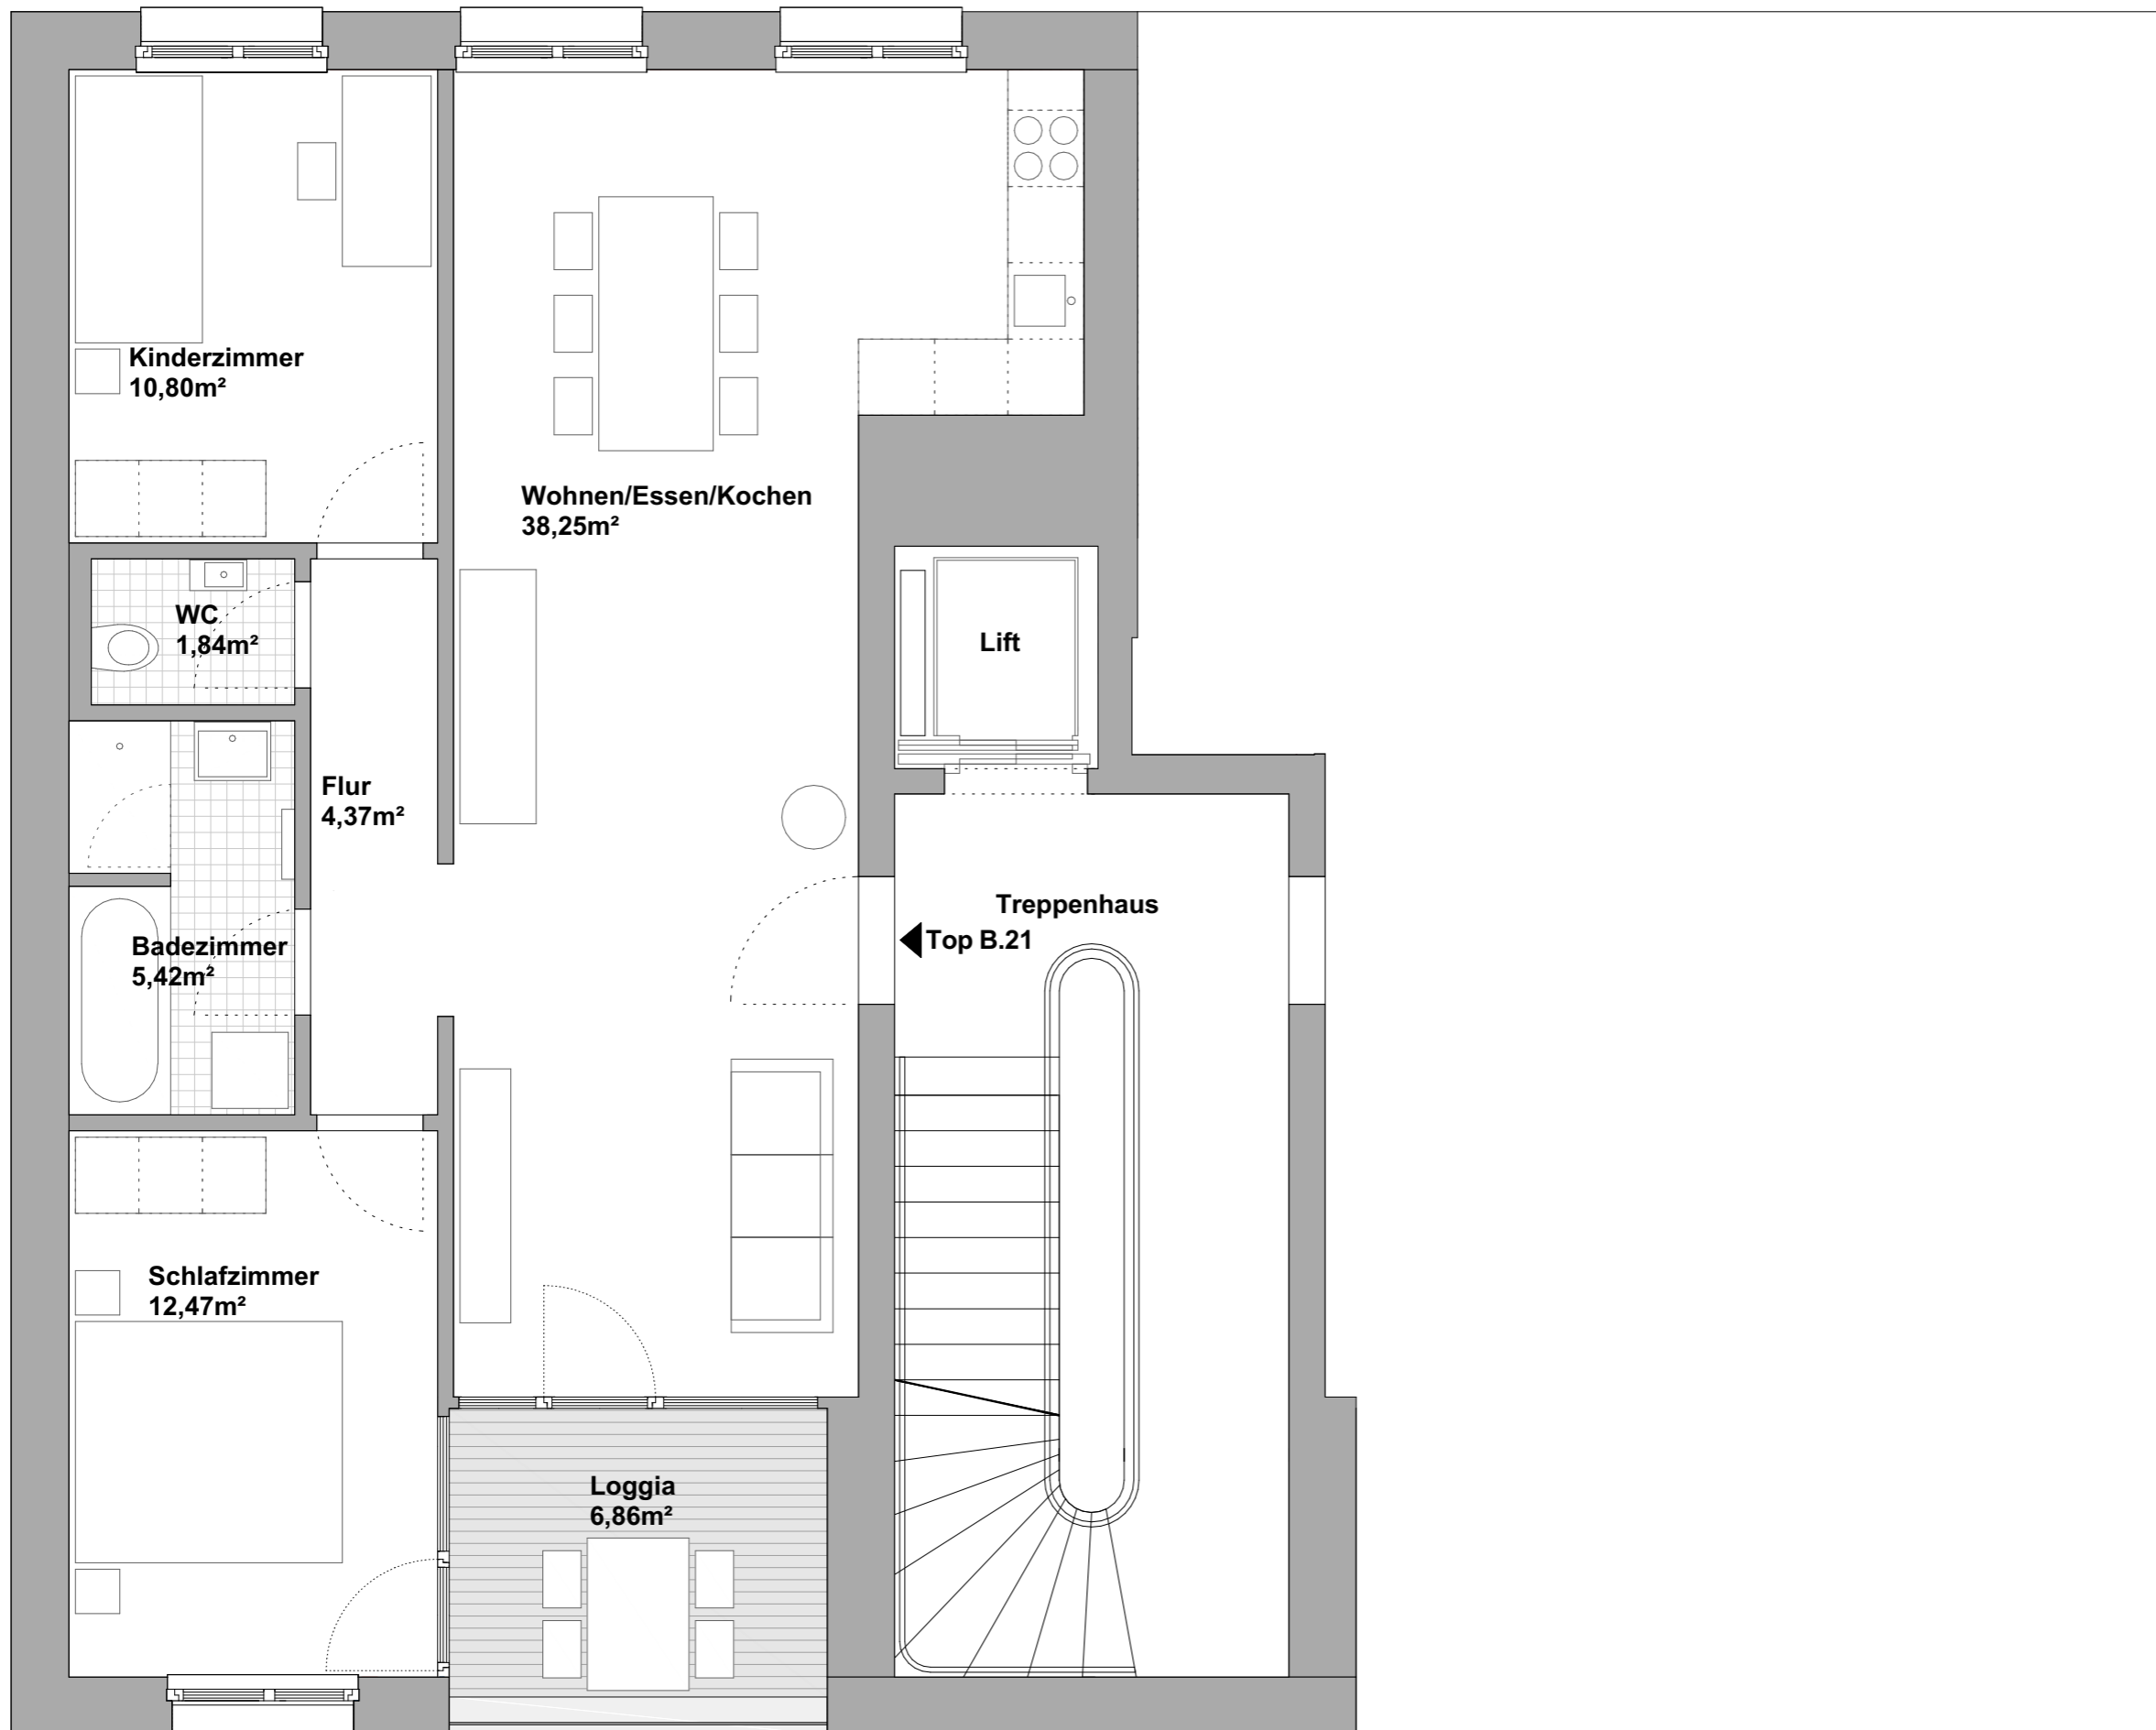 Kinderzimmer
10,80m²
Wohnen/Essen/Kochen
38,25m²
WC
1,84m²
Lift
Flur
4,37m²
Treppenhaus
Top B.21
Badezimmer
5,42m²
Schlafzimmer
12,47m²
Loggia
6,86m²